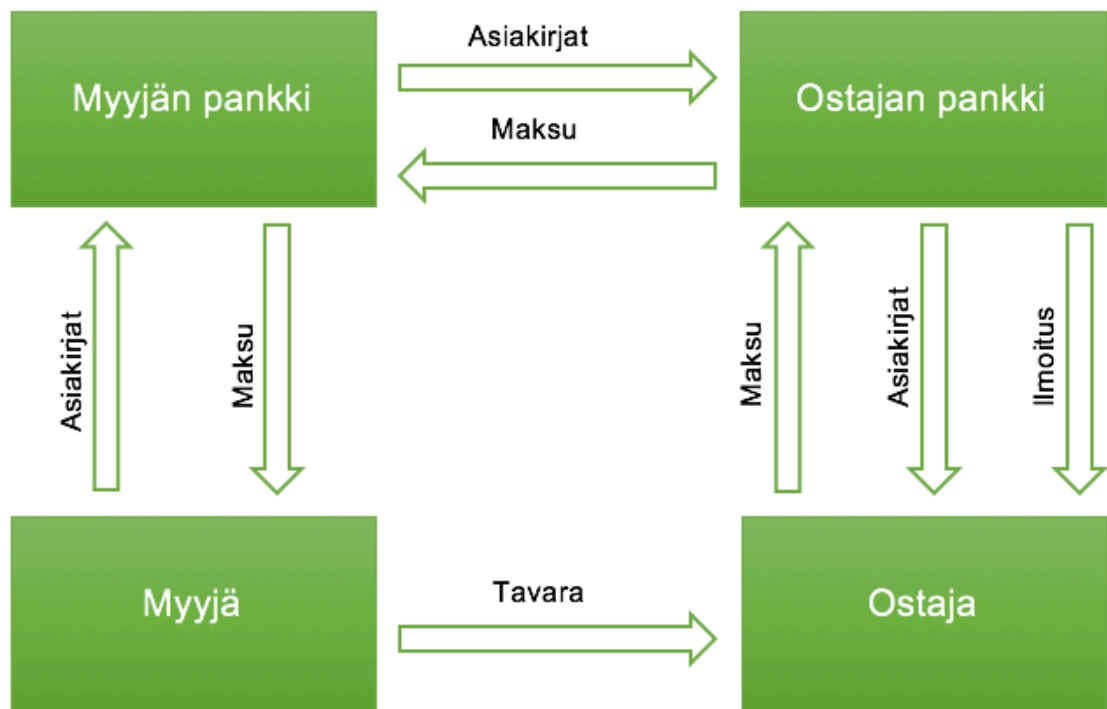 Asiakirjat
Myyjän pankki
Ostajan pankki
Maksu
Asiakirjat
Maksu
Maksu
Asiakirjat
Ilmoitus
Myyjä
Tavara
Ostaja